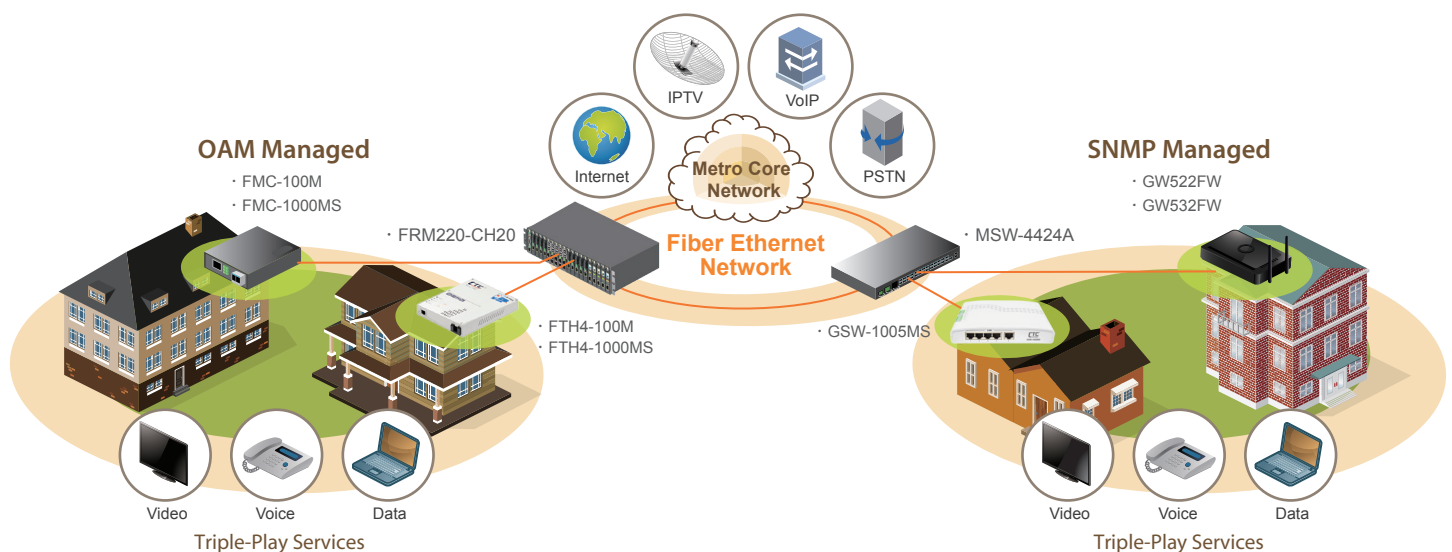 IPTV
VoIP
Internet
PSTN
Metro Core
Network
OAM Managed
· FMC-100M
· FMC-1000MS
SNMP Managed
· GW522FW
· GW532FW
· FRM220-CH20
Fiber Ethernet
Network
· MSW-4424A
CTC
· FTH4-100M
· FTH4-1000MS
· GSW-1005MS
CTC
Video
Voice
Data
Triple-Play Services
Video
Voice
Data
Triple-Play Services